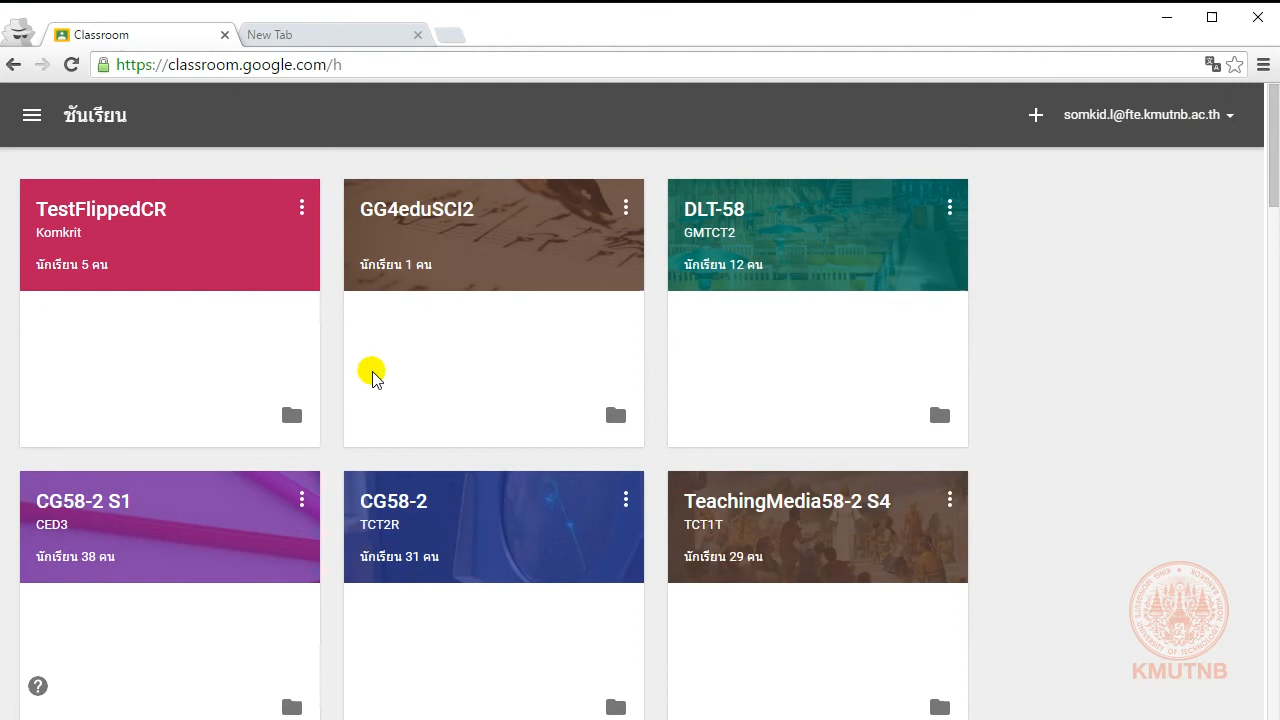 Classroom
New Tab
https://classroom.google.com/h
ชั้นเรียน
somkid.l@fte.kmutnb.ac.th
TestFlippedCR
Komkrit
นักเรียน 5 คน
GG4eduSCI2
นักเรียน 1 คน
DLT-58
GMTCT2
นักเรียน 12 คน
CG58-2 S1
CED3
นักเรียน 38 คน
CG58-2
TCT2R
นักเรียน 31 คน
TeachingMedia58-2 S4
TCT1T
นักเรียน 29 คน
KMUTNB